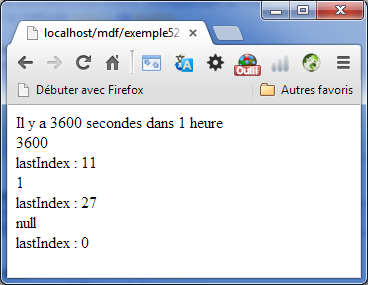 localhost/mdf/exemple52
Ouili
Débuter avec Firefox
Autres favoris
Il y a 3600 secondes dans 1 heure
3600
lastIndex : 11
1
lastIndex : 27
null
lastIndex : 0